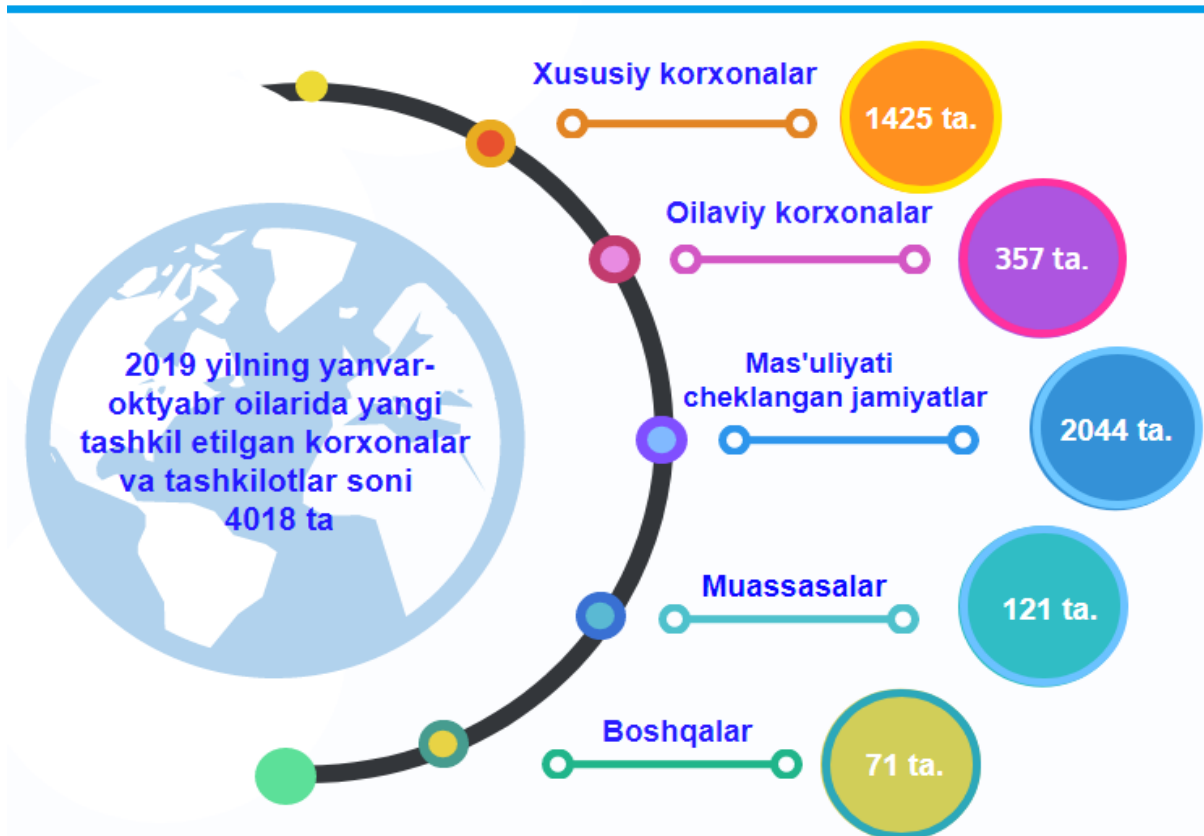 Xususiy korxonalar
1425 ta.
Oilaviy korxonalar
357 ta.
2019 yilning yanvar-
oktyabr oilarida yangi
tashkil etilgan korxonalar
va tashkilotlar soni
4018 ta
Mas'uliyati
cheklangan jamiyatlar
2044 ta.
Muassasalar
121 ta.
Boshqalar
71 ta.